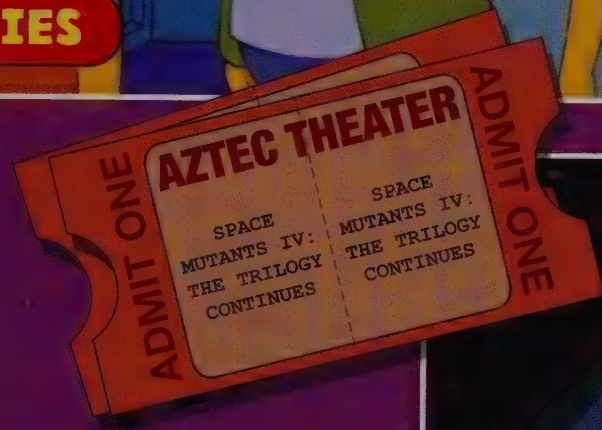 IES
AZTEC THEATER
ADMIT ONE
SPACE
MUTANTS IV:
THE TRILOGY
CONTINUES
SPACE
MUTANTS IV:
THE TRILOGY
CONTINUES
ADMIT ONE